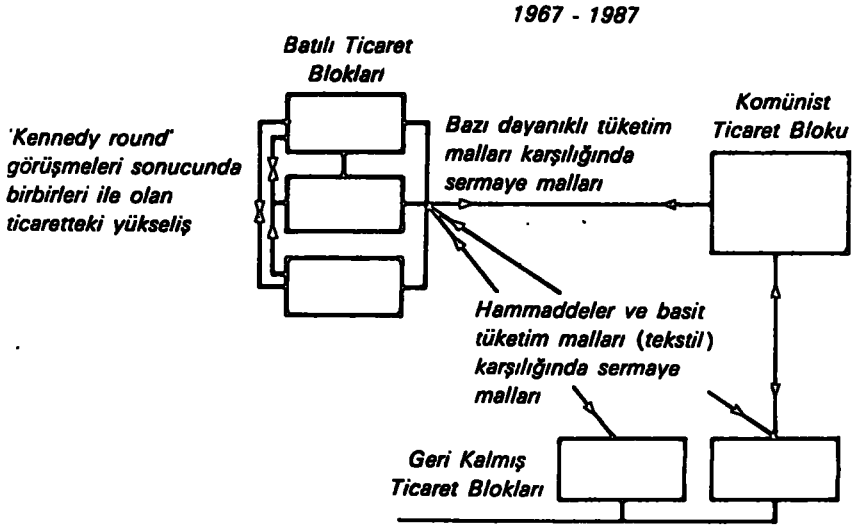 1967 - 1987
Batılı Ticaret
Blokları
'Kennedy round'
görüşmeleri sonucunda
birbirleri ile olan
ticaretteki yükseliş
Bazı dayanıklı tüketim
malları karşılığında
sermaye malları
Komünist
Ticaret Bloku
Hammaddeler ve basit
tüketim malları (tekstil)
karşılığında sermaye
malları
Geri Kalmış
Ticaret Blokları